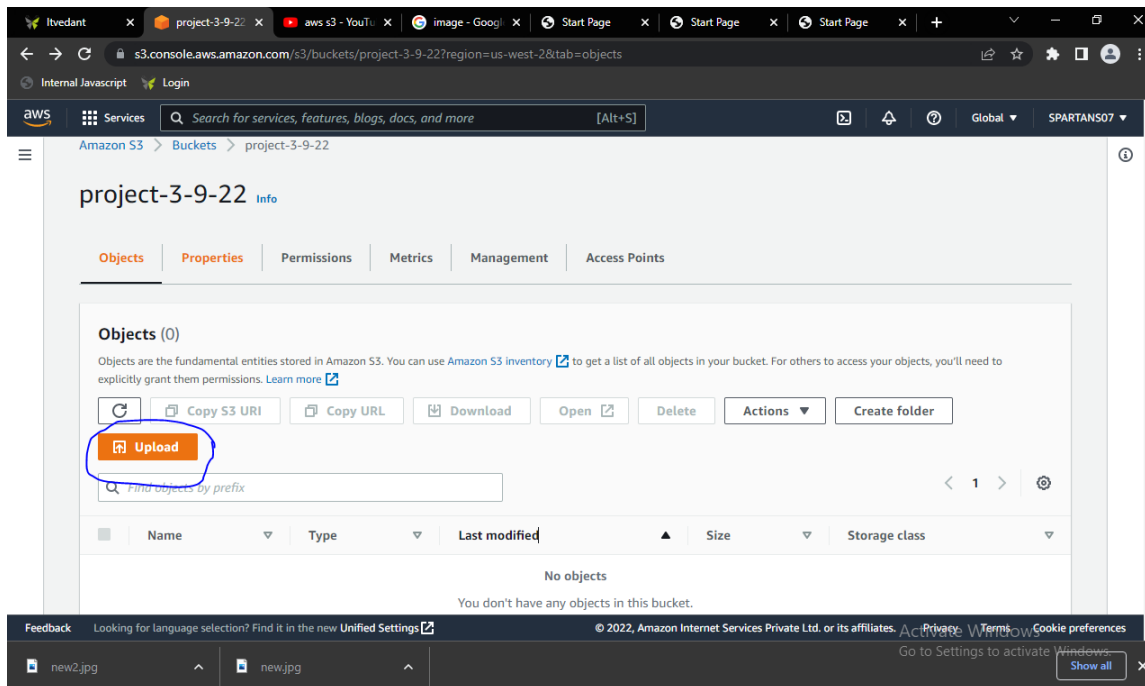 Itvedant
project-3-9-22
aws s3 - YouTu
image - Googl
Start Page
Start Page
Start Page
s3.console.aws.amazon.com/s3/buckets/project-3-9-22?region=us-west-2&tab=objects
Internal Javascript Login
aws Services Search for services, features, blogs, docs, and more [Alt+S] Global SPARTANS07
Amazon S3 > Buckets > project-3-9-22
project-3-9-22 Info
Objects Properties Permissions Metrics Management Access Points
Objects (0)
Objects are the fundamental entities stored in Amazon S3. You can use Amazon S3 inventory to get a list of all objects in your bucket. For others to access your objects, you'll need to
explicitly grant them permissions. Learn more
Copy S3 URI Copy URL Download Open Delete Actions Create folder
Upload
Find objects by prefix
1
Name Type Last modified Size Storage class
No objects
You don't have any objects in this bucket.
Feedback Looking for language selection? Find it in the new Unified Settings © 2022, Amazon Internet Services Private Ltd. or its affiliates. Privacy Terms Cookie preferences
Activate Windows
Go to Settings to activate Windows.
new2.jpg new.jpg Show all